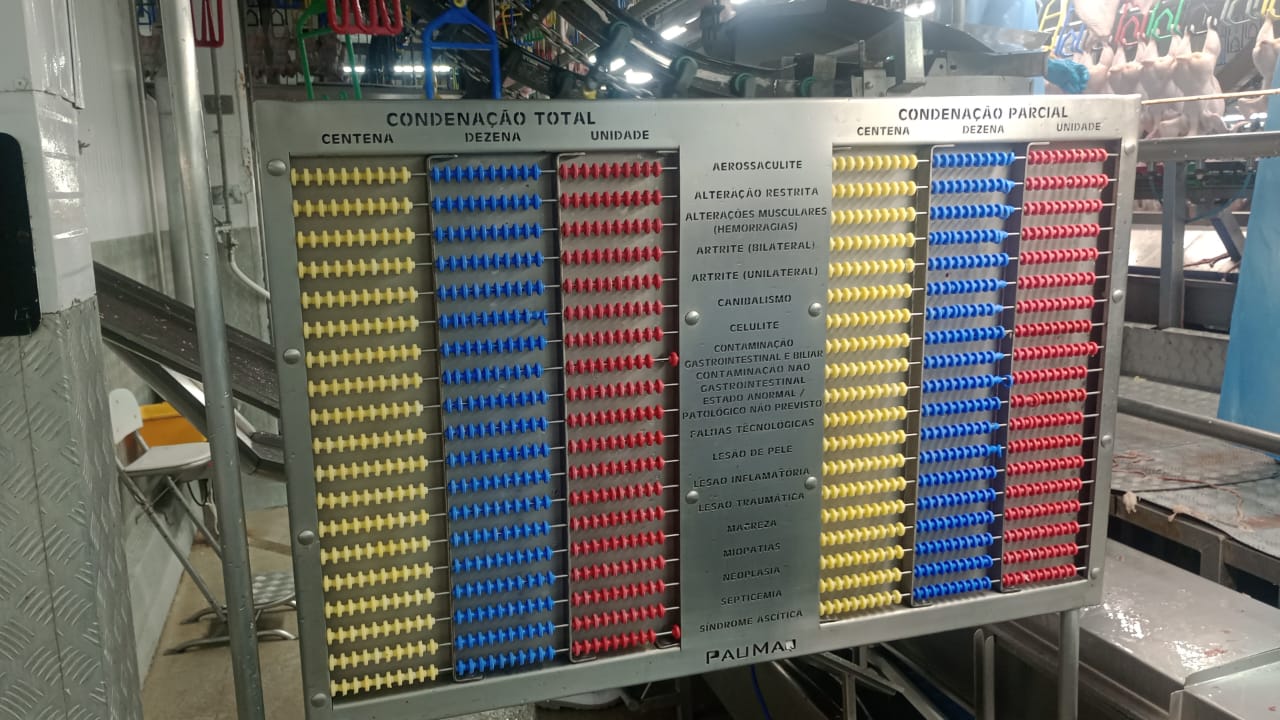 CONDENAÇÃO TOTAL
CENTENA DEZENA UNIDADE
CONDENAÇÃO PARCIAL
CENTENA DEZENA UNIDADE
AEROSSACULITE
ALTERAÇÃO RESTRITA
ALTERAÇÕES MUSCULARES
(HEMORRAGIAS)
ARTRITE (BILATERAL)
ARTRITE (UNILATERAL)
CANIBALISMO
CELULITE
CONTAMINAÇÃO
GASTROINTESTINAL E BILIAR
CONTAMINAÇÃO NÃO
GASTROINTESTINAL
ESTADO ANORMAL /
PATOLÓGICO NÃO PREVISTO
FALHAS TECNOLÓGICAS
LESÃO DE PELE
LESÃO INFLAMATÓRIA
LESÃO TRAUMÁTICA
MAGREZA
MIOPATIAS
NEOPLASIA
SEPTICEMIA
SÍNDROME ASCÍTICA
PAUMAQ